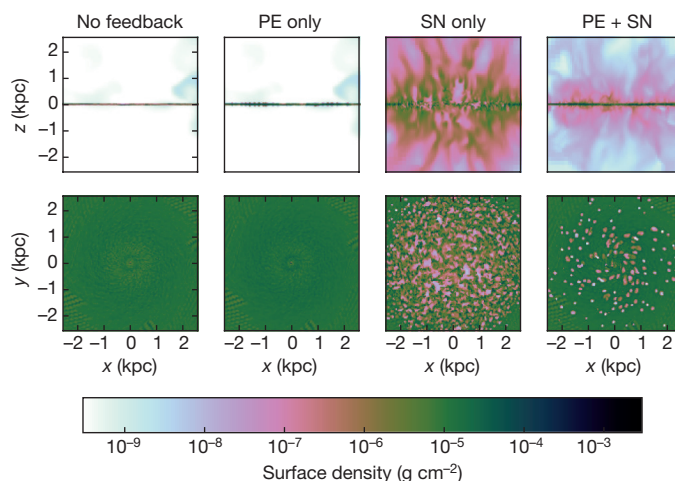 No feedback PE only SN only PE + SN
z (kpc)
2
1
0
−1
−2
y (kpc)
2
1
0
−1
−2
−2 −1 0 1 2 −2 −1 0 1 2 −2 −1 0 1 2 −2 −1 0 1 2
x (kpc) x (kpc) x (kpc) x (kpc)
10⁻⁹ 10⁻⁸ 10⁻⁷ 10⁻⁶ 10⁻⁵ 10⁻⁴ 10⁻³
Surface density (g cm⁻²)